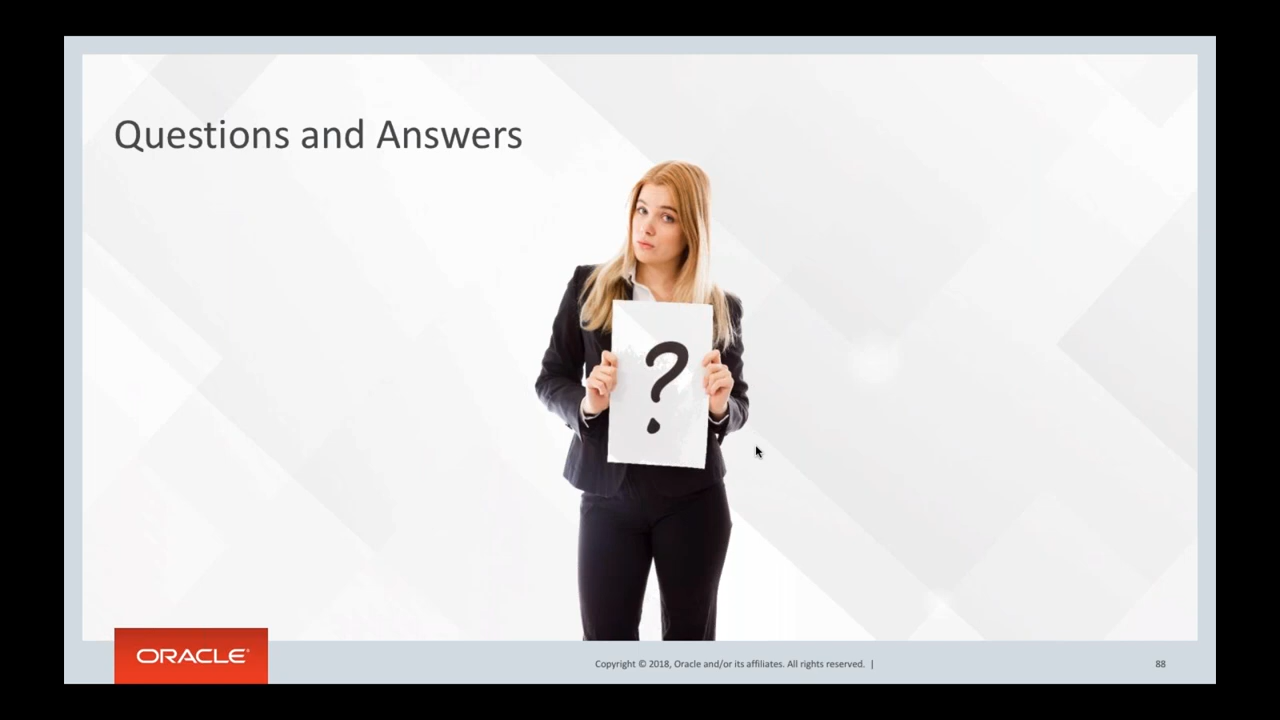 Questions and Answers
?
ORACLE®
Copyright © 2018, Oracle and/or its affiliates. All rights reserved. |
88